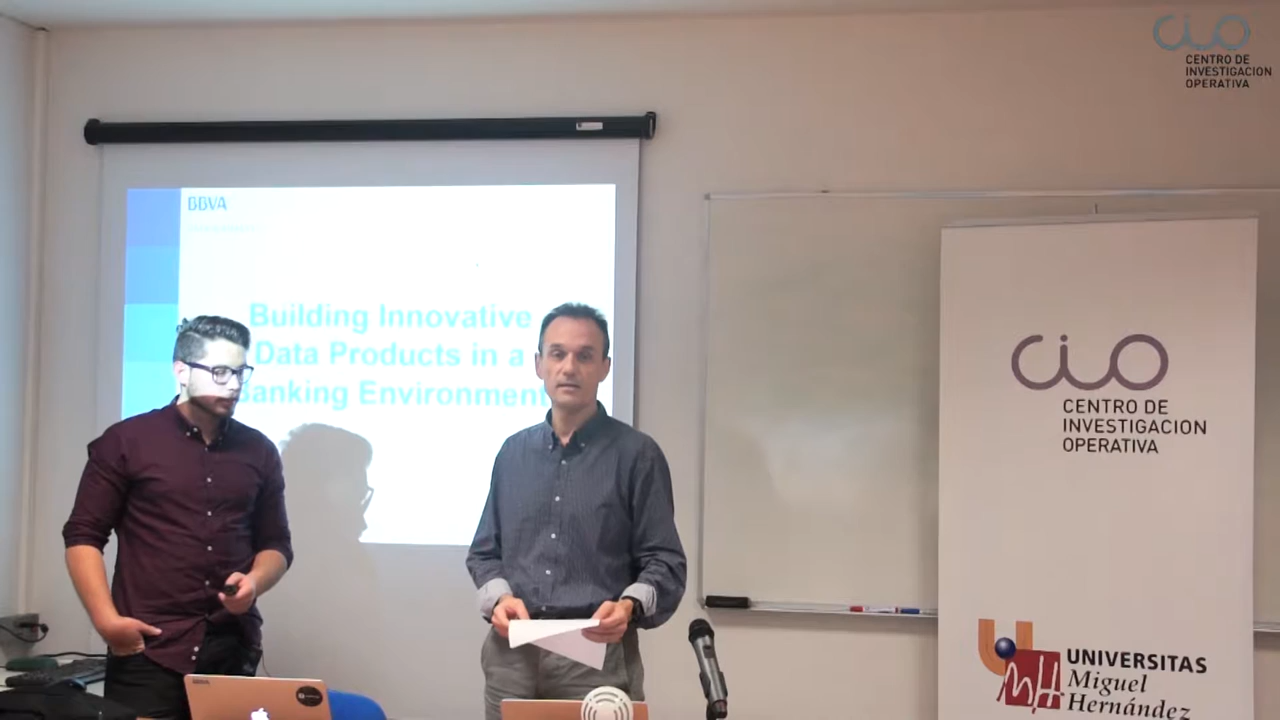 CiO
CENTRO DE
INVESTIGACION
OPERATIVA
BBVA
Building Innovative
Data Products in a
Banking Environment
CiO
CENTRO DE
INVESTIGACION
OPERATIVA
UNIVERSITAS
Miguel
Hernández
BBVA